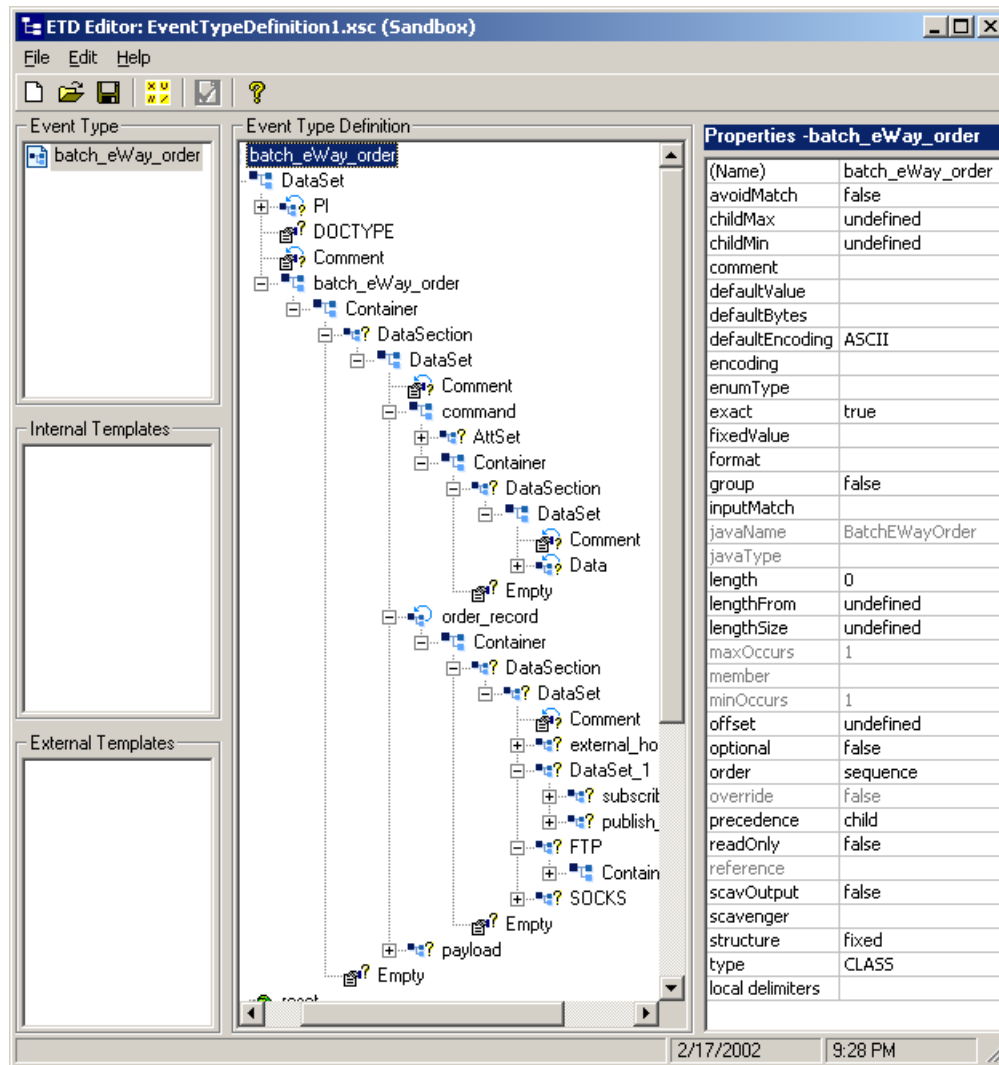 ETD Editor: EventTypeDefinition1.xsc (Sandbox)
File Edit Help
Event Type
batch_eWay_order
Internal Templates
External Templates
Event Type Definition
batch_eWay_order
DataSet
PI
DOCTYPE
Comment
batch_eWay_order
Container
DataSection
DataSet
Comment
command
AttSet
Container
DataSection
DataSet
Comment
Data
Empty
order_record
Container
DataSection
DataSet
Comment
external_ho
DataSet_1
subscrib
publish_
FTP
Contain
SOCKS
Empty
payload
Empty
Properties -batch_eWay_order
(Name) batch_eWay_order
avoidMatch false
childMax undefined
childMin undefined
comment
defaultValue
defaultBytes
defaultEncoding ASCII
encoding
enumType
exact true
fixedValue
format
group false
inputMatch
javaName BatchEWayOrder
javaType
length 0
lengthFrom undefined
lengthSize undefined
maxOccurs 1
member
minOccurs 1
offset undefined
optional false
order sequence
override false
precedence child
readOnly false
reference
scavOutput false
scavenger
structure fixed
type CLASS
local delimiters
2/17/2002 9:28 PM